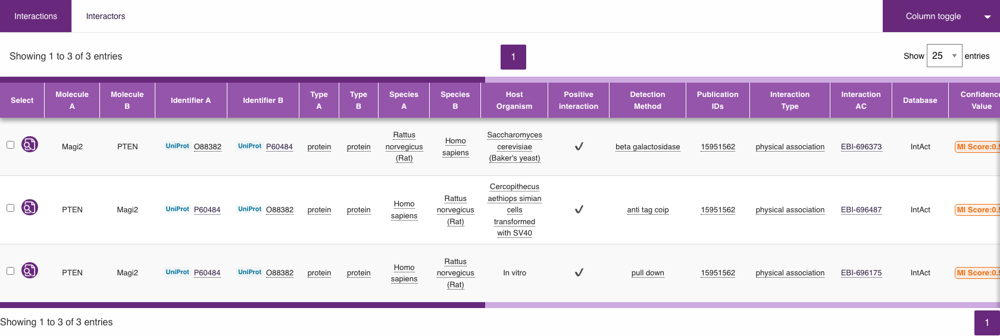 Interactions Interactors Column toggle
Showing 1 to 3 of 3 entries 1 Show 25 entries
Select Molecule A Molecule B Identifier A Identifier B Type A Type B Species A Species B Host Organism Positive interaction Detection Method Publication IDs Interaction Type Interaction AC Database Confidence Value
Magi2 PTEN UniProt O88382 UniProt P60484 protein protein Rattus norvegicus (Rat) Homo sapiens Saccharomyces cerevisiae (Baker's yeast) ✔ beta galactosidase 15951562 physical association EBI-696373 IntAct MI Score:0.5
PTEN Magi2 UniProt P60484 UniProt O88382 protein protein Homo sapiens Rattus norvegicus (Rat) Cercopithecus aethiops simian cells transformed with SV40 ✔ anti tag coip 15951562 physical association EBI-696487 IntAct MI Score:0.5
PTEN Magi2 UniProt P60484 UniProt O88382 protein protein Homo sapiens Rattus norvegicus (Rat) In vitro ✔ pull down 15951562 physical association EBI-696175 IntAct MI Score:0.5
Showing 1 to 3 of 3 entries 1